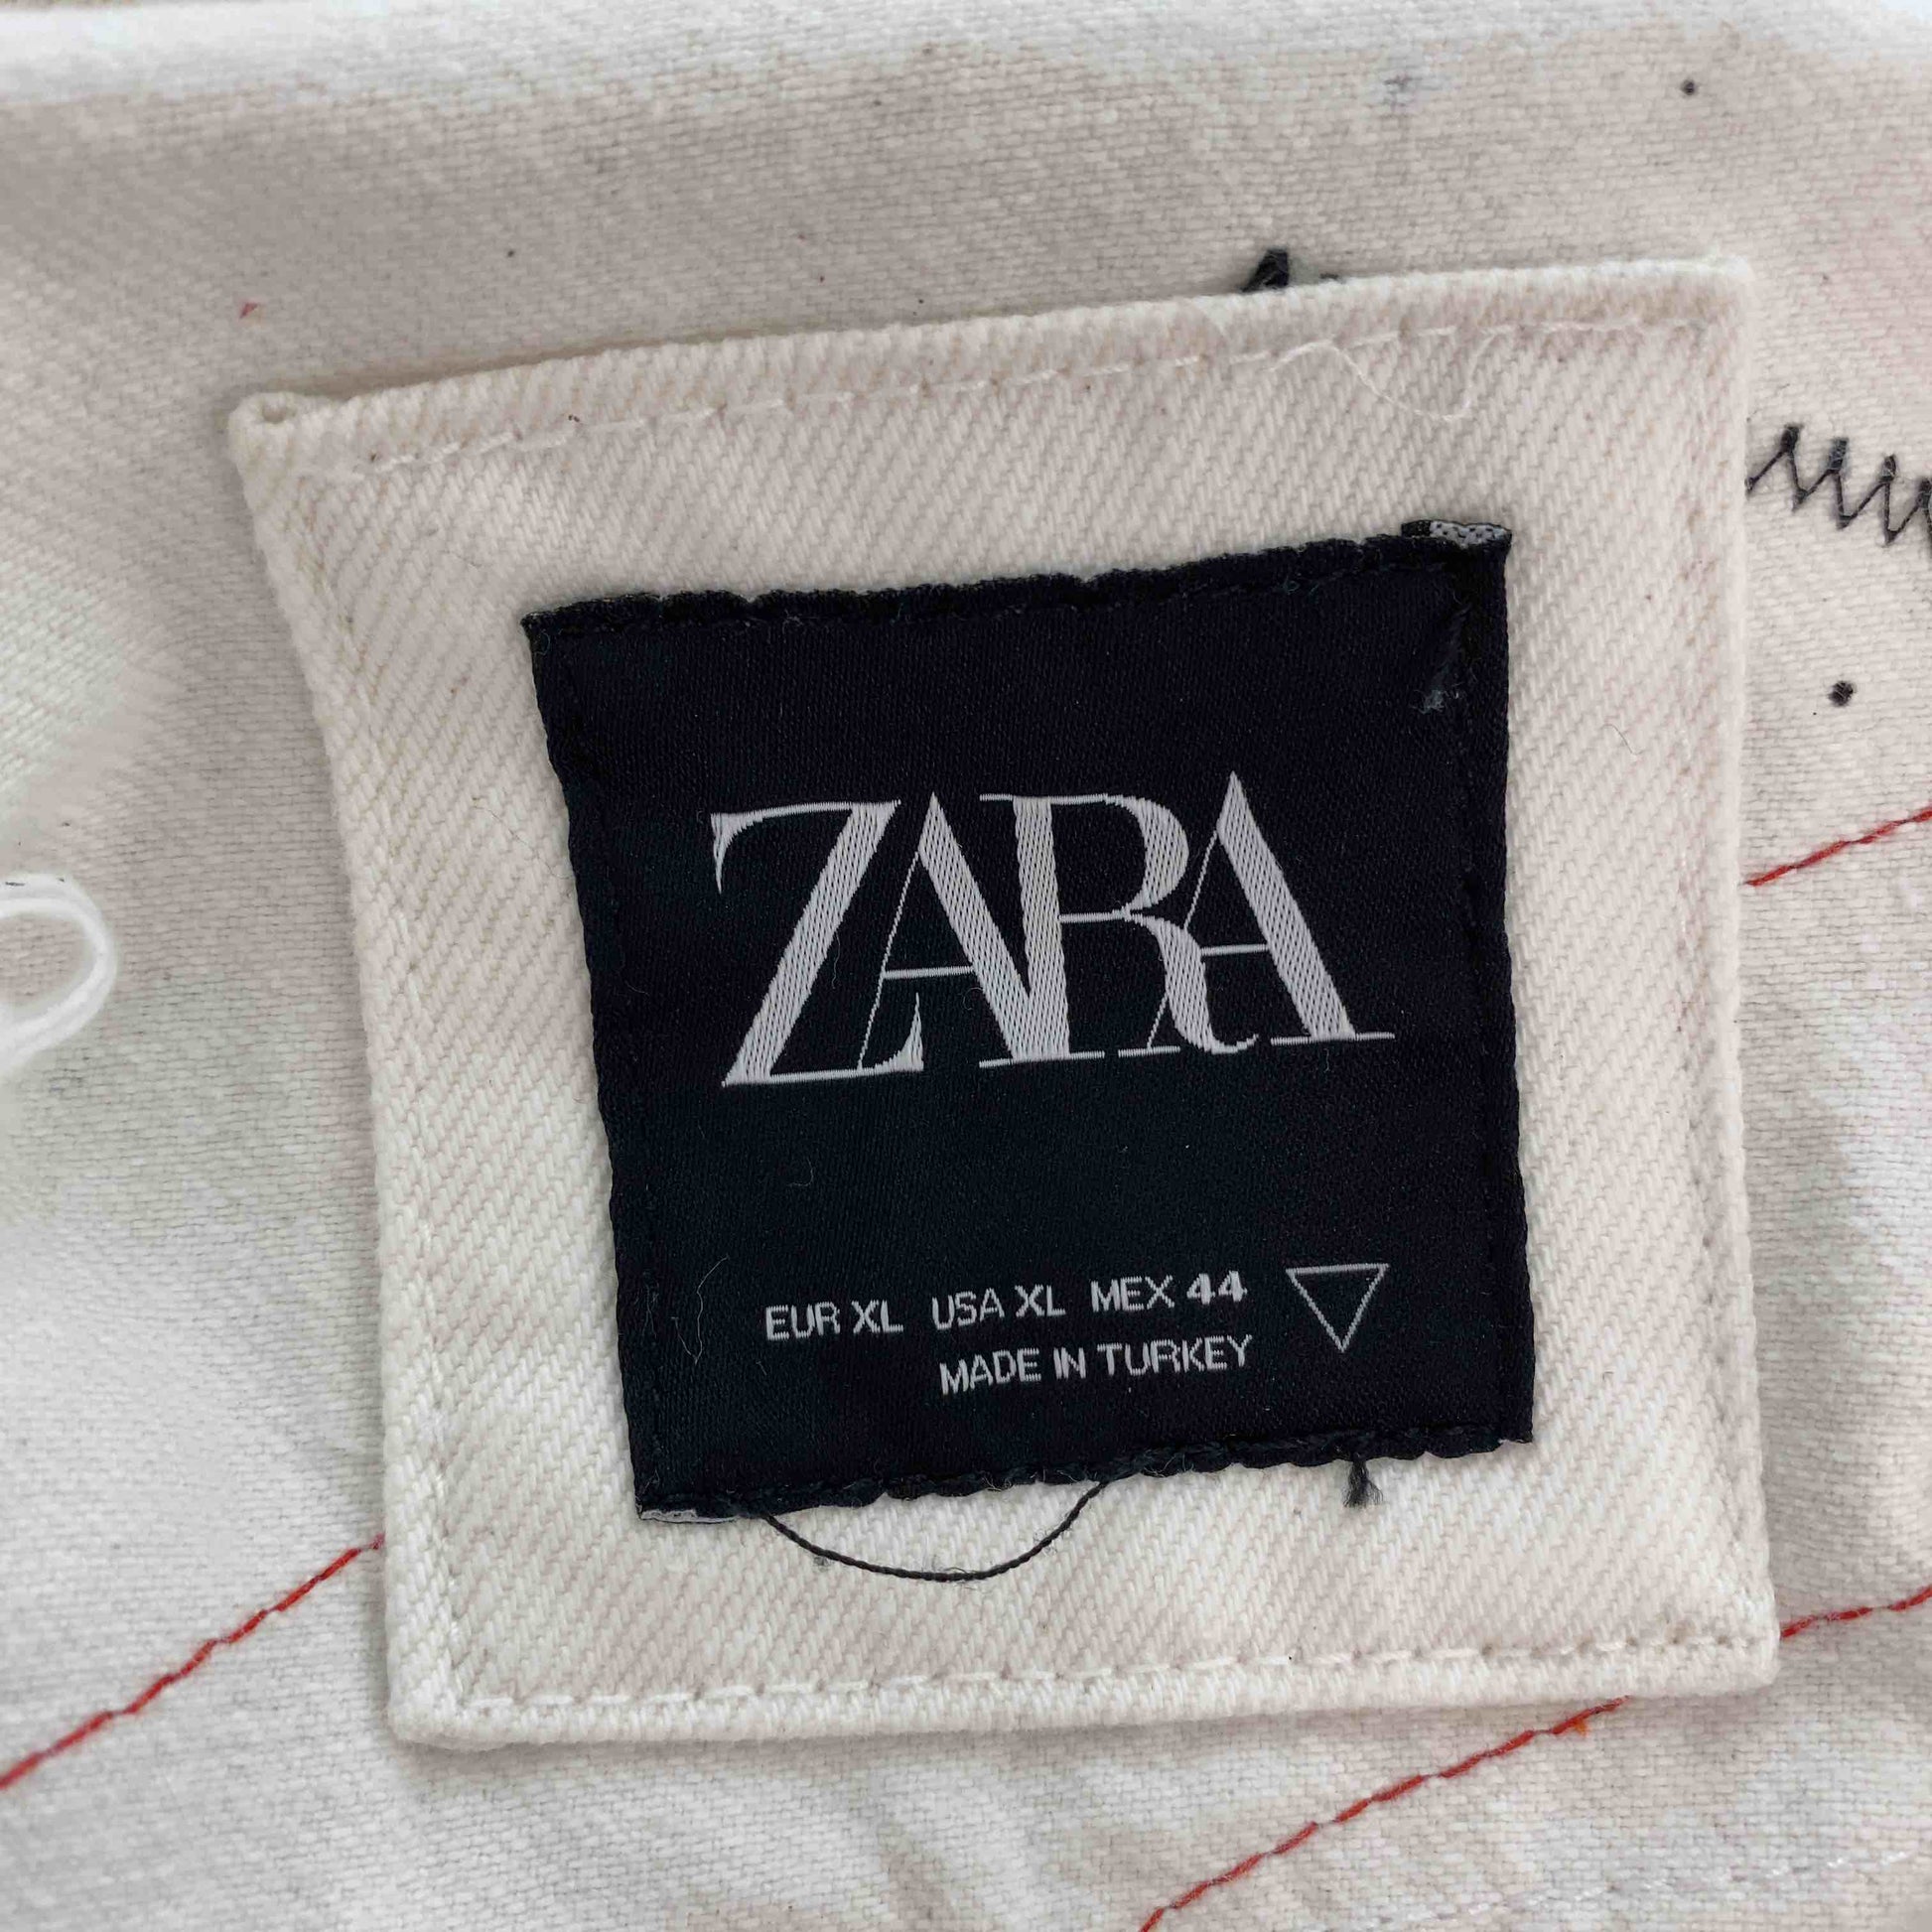 ZARA
EUR XL USA XL MEX 44
MADE IN TURKEY